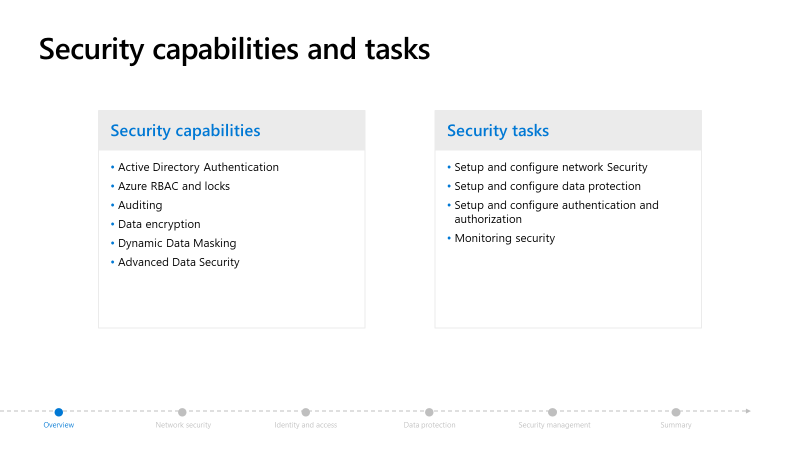 Security capabilities and tasks
Security capabilities
• Active Directory Authentication
• Azure RBAC and locks
• Auditing
• Data encryption
• Dynamic Data Masking
• Advanced Data Security
Security tasks
• Setup and configure network Security
• Setup and configure data protection
• Setup and configure authentication and
authorization
• Monitoring security
Overview
Network security
Identity and access
Data protection
Security management
Summary